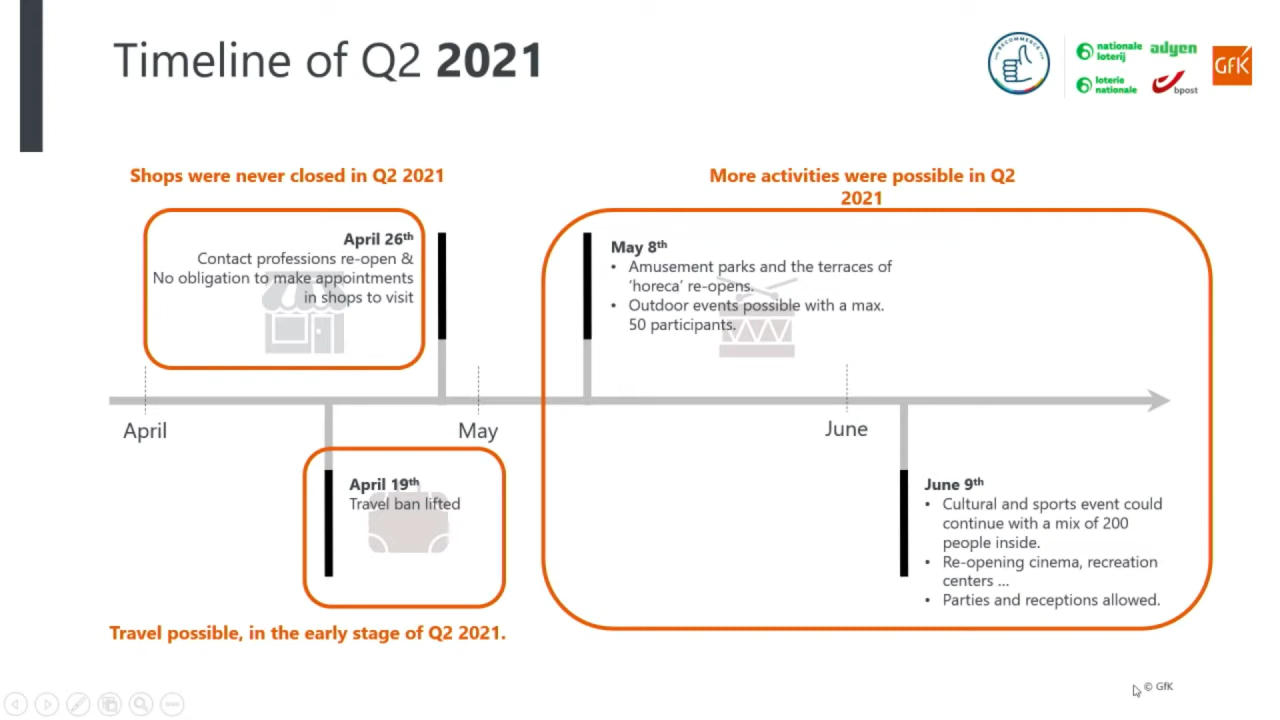 Timeline of Q2 2021
RECOMMERCE
nationale
loterij
adyen
loterie
nationale
bpost
GfK
Shops were never closed in Q2 2021
More activities were possible in Q2
2021
April 26th
Contact professions re-open &
No obligation to make appointments
in shops to visit
May 8th
• Amusement parks and the terraces of
'horeca' re-opens.
• Outdoor events possible with a max.
50 participants.
April
May
June
April 19th
Travel ban lifted
June 9th
• Cultural and sports event could
continue with a mix of 200
people inside.
• Re-opening cinema, recreation
centers ...
• Parties and receptions allowed.
Travel possible, in the early stage of Q2 2021.
© GfK